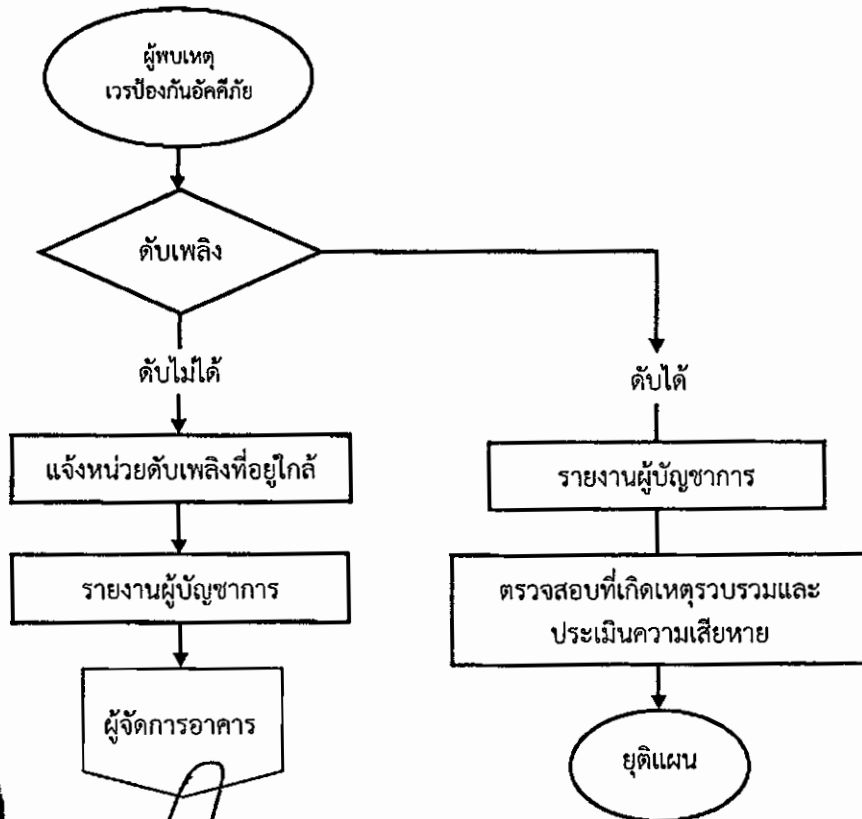 ผู้พบเหตุ
เวรป้องกันอัคคีภัย
ดับเพลิง
ดับไม่ได้
ดับได้
แจ้งหน่วยดับเพลิงที่อยู่ใกล้
รายงานผู้บัญชาการ
รายงานผู้บัญชาการ
ตรวจสอบที่เกิดเหตุรวบรวมและ
ประเมินความเสียหาย
ผู้จัดการอาคาร
ยุติแผน